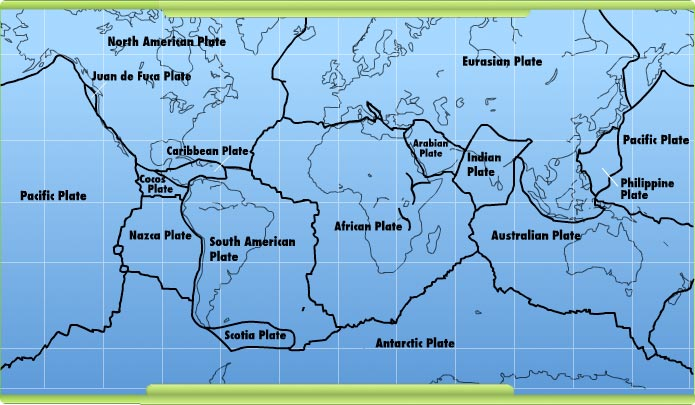 North American Plate
Eurasian Plate
Juan de Fuca Plate
Caribbean Plate
Arabian
Plate
Indian
Plate
Pacific Plate
Cocos
Plate
Philippine
Plate
Pacific Plate
Nazca Plate
South American
Plate
African Plate
Australian Plate
Scotia Plate
Antarctic Plate